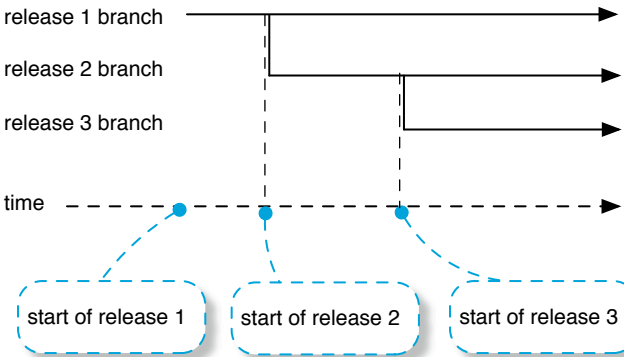 release 1 branch
release 2 branch
release 3 branch
time
start of release 1
start of release 2
start of release 3